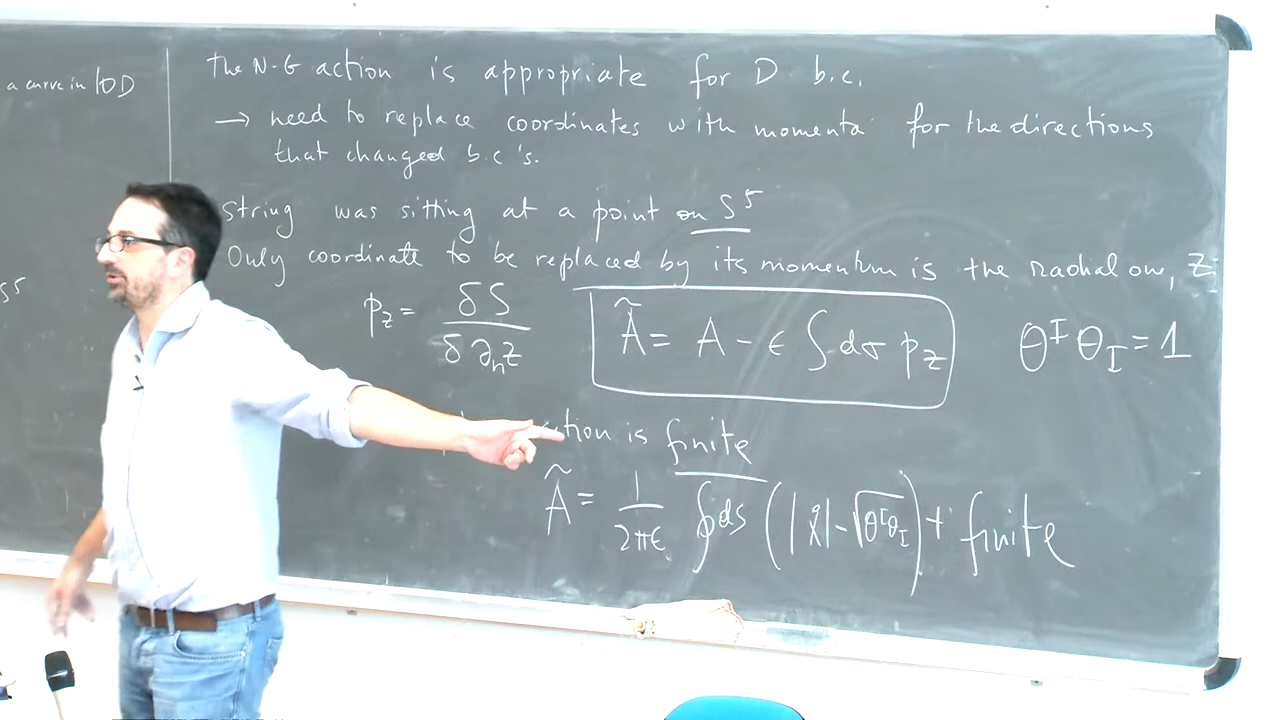 a curve in 10D
S⁵
The N-G action is appropriate for D b.c.
→ need to replace coordinates with momenta for the directions
that changed b.c's.
String was sitting at a point on S⁵
Only coordinate to be replaced by its momentum is the radial one, Z:
p_z = δS / δ∂_n z   Ã = A - ϵ ∫ dσ p_z   θ^I θ_I = 1
action is finite
Ã = 1/2πϵ ∮ ds (|ẋ| - √θ^I θ_I) + finite